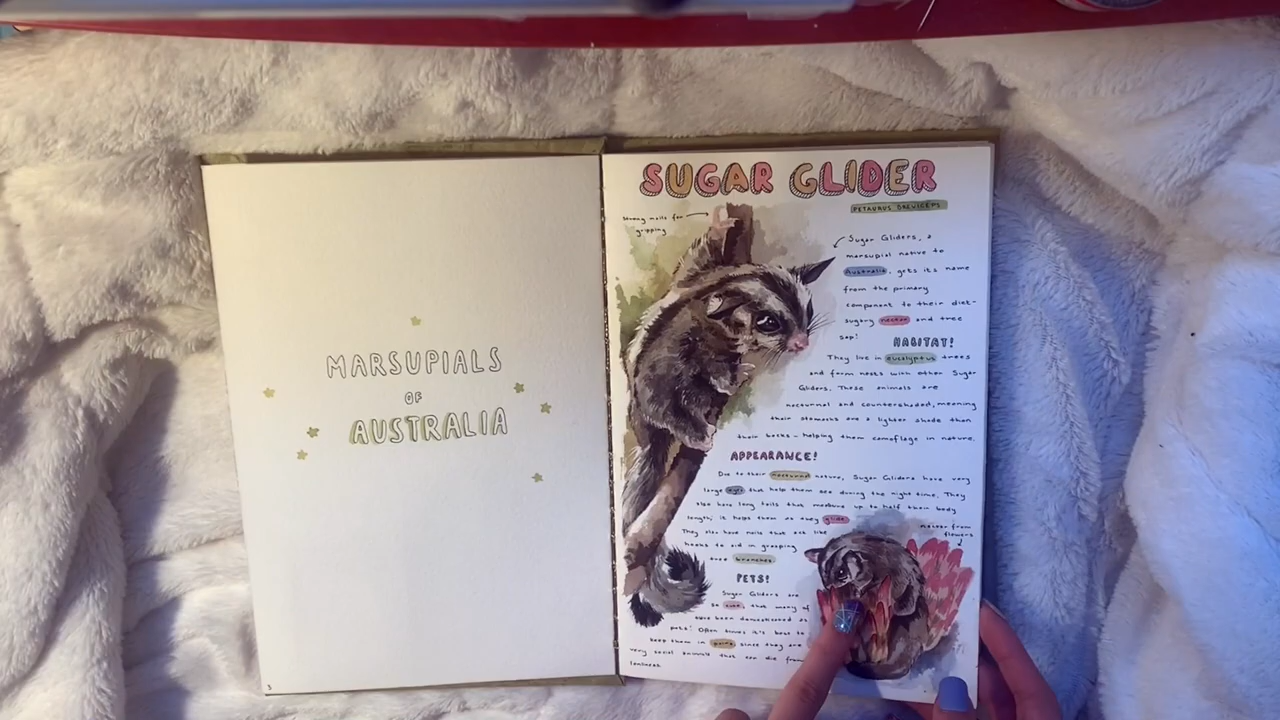 MARSUPIALS
OF
AUSTRALIA
3
SUGAR GLIDER
PETAURUS BREVICEPS
strong nails for
gripping
Sugar Gliders, a
marsupial native to
Australia, gets it's name
from the primary
component to their diet-
sugary nectar and tree
sap!
HABITAT!
They live in eucalyptus trees
and form nests with other Sugar
Gliders. These animals are
nocturnal and countershaded, meaning
their stomachs are a lighter shade than
their backs - helping them camoflage in nature.
APPEARANCE!
Due to their nocturnal nature, Sugar Gliders have very
large eyes that help them see during the night time. They
also have long tails that measure up to half their body
length; it helps them as they glide.
They also have nails that are like
hooks to aid in grasping
onto branches
nectar from
flowers
PETS!
Sugar Gliders are
so cute, that many of
have been domesticated as
pets! Often times it's best to
keep them in pairs since they are
very social animals that can die from
loneliness